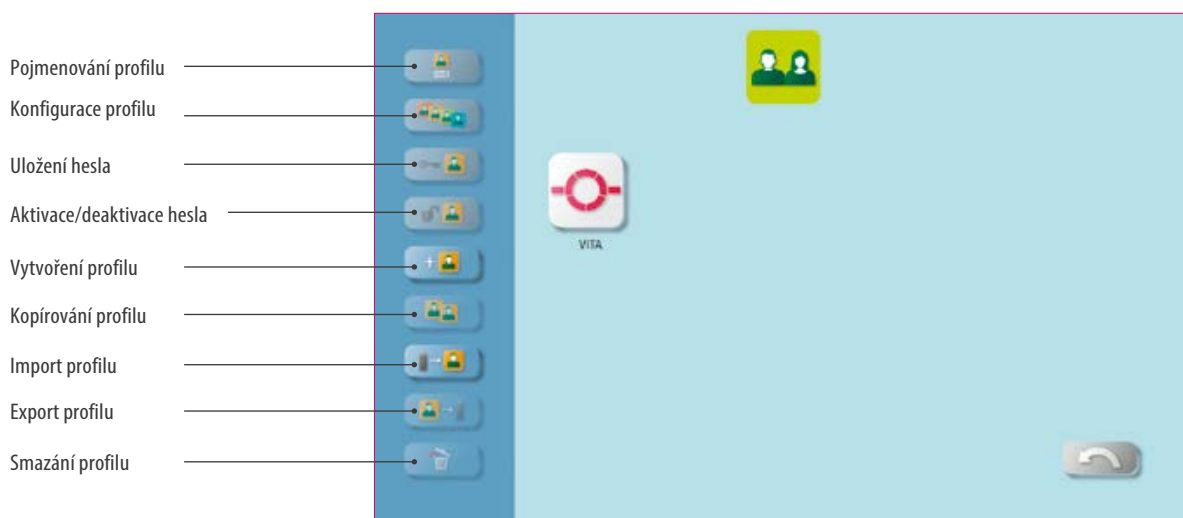 Pojmenování profilu
Konfigurace profilu
Uložení hesla
Aktivace/deaktivace hesla
Vytvoření profilu
Kopírování profilu
Import profilu
Export profilu
Smazání profilu
VITA